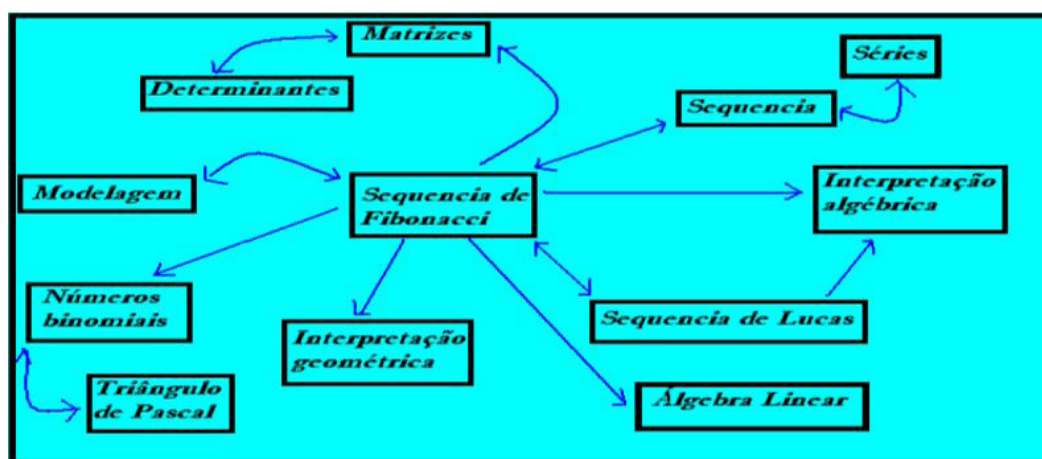 Matrizes
Séries
Determinantes
Sequencia
Modelagem
Sequencia de
Fibonacci
Interpretação
algébrica
Números
binomiais
Interpretação
geométrica
Sequencia de Lucas
Triângulo
de Pascal
Álgebra Linear